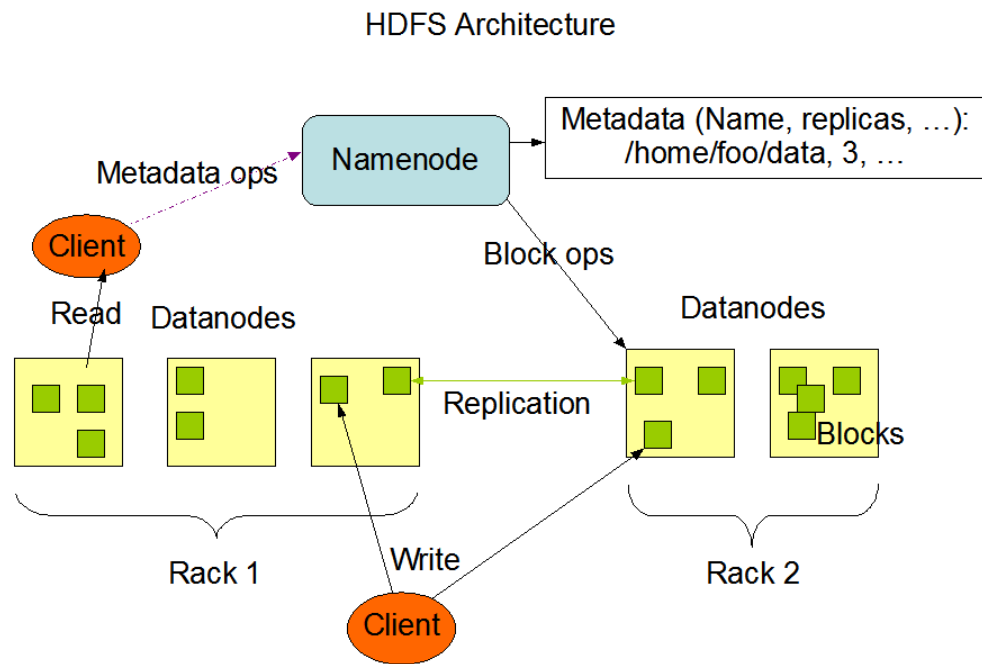 HDFS Architecture
Metadata (Name, replicas, …):
/home/foo/data, 3, …
Namenode
Metadata ops
Client
Block ops
Read
Datanodes
Datanodes
Replication
Blocks
Rack 1
Write
Rack 2
Client